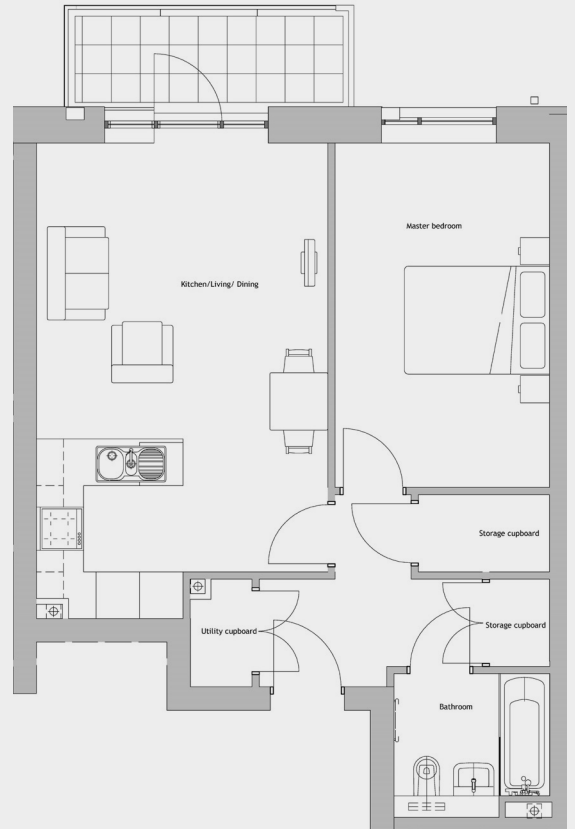 Master bedroom
Kitchen/Living/ Dining
Storage cupboard
Utility cupboard
Storage cupboard
Bathroom